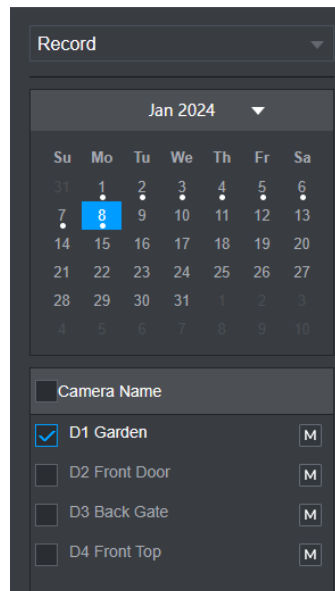 Record
Jan 2024
Su Mo Tu We Th Fr Sa
31 1 2 3 4 5 6
7 8 9 10 11 12 13
14 15 16 17 18 19 20
21 22 23 24 25 26 27
28 29 30 31 1 2 3
4 5 6 7 8 9 10
Camera Name
D1 Garden M
D2 Front Door M
D3 Back Gate M
D4 Front Top M